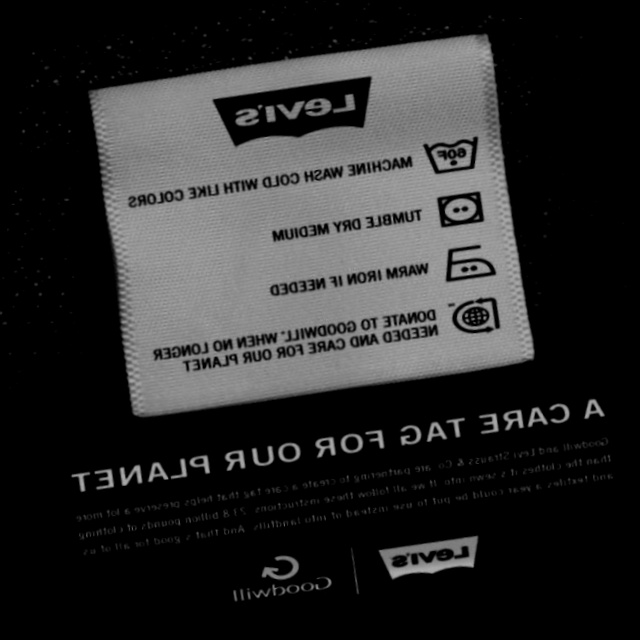 LEVI'S
80°F
MACHINE WASH COLD WITH LIKE COLORS
TUMBLE DRY MEDIUM
WARM IRON IF NEEDED
DONATE TO GOODWILL™ WHEN NO LONGER
NEEDED AND CARE FOR OUR PLANET
A CARE TAG FOR OUR PLANET
Goodwill and Levi Strauss & Co. are partnering to create a care tag that helps preserve a lot more
than the clothes it's sewn into. If we all follow these instructions, 23.8 billion pounds of clothing
and textiles a year could be put to use instead of into landfills. And that's good for all of us.
LEVI'S
Goodwill